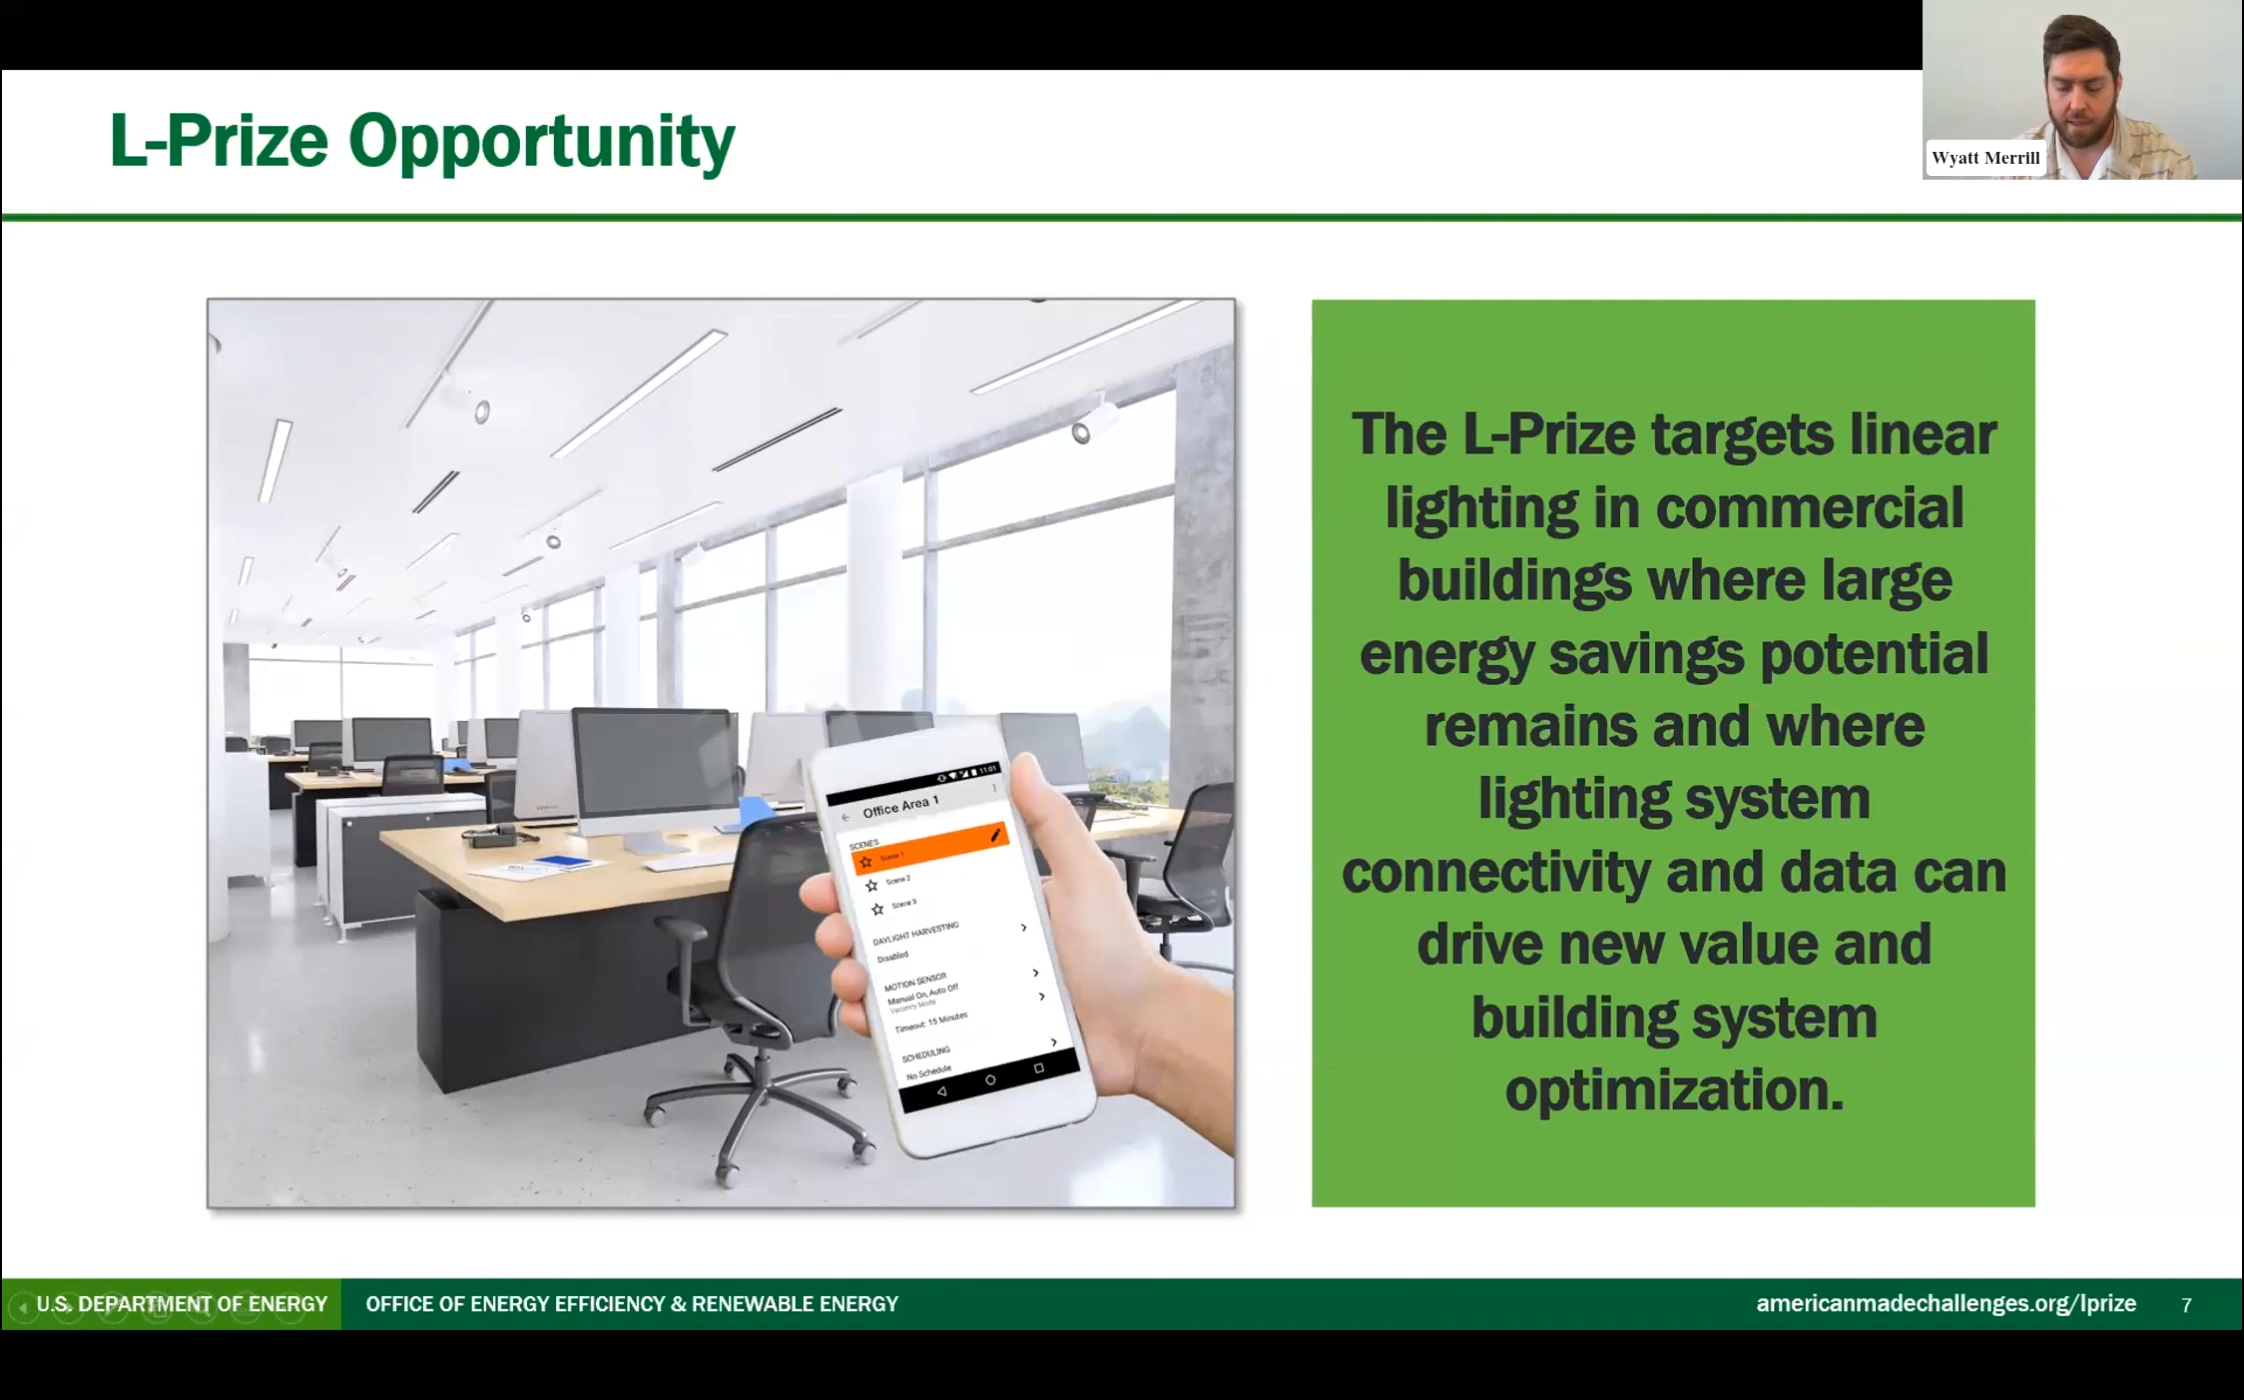 L-Prize Opportunity
Wyatt Merrill
11:01
Office Area 1
SCENES
Scene 1
Scene 2
Scene 3
DAYLIGHT HARVESTING
Disabled
MOTION SENSOR
Manual On, Auto Off
Vacancy Mode
Timeout: 15 Minutes
SCHEDULING
No Schedule
The L-Prize targets linear
lighting in commercial
buildings where large
energy savings potential
remains and where
lighting system
connectivity and data can
drive new value and
building system
optimization.
U.S. DEPARTMENT OF ENERGY
OFFICE OF ENERGY EFFICIENCY & RENEWABLE ENERGY
americanmadechallenges.org/lprize
7